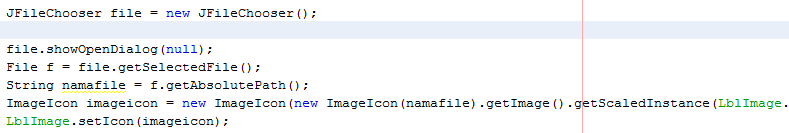 JFileChooser file = new JFileChooser();
file.showOpenDialog(null);
File f = file.getSelectedFile();
String namafile = f.getAbsolutePath();
ImageIcon imageicon = new ImageIcon(new ImageIcon(namafile).getImage().getScaledInstance(LblImage.
LblImage.setIcon(imageicon);